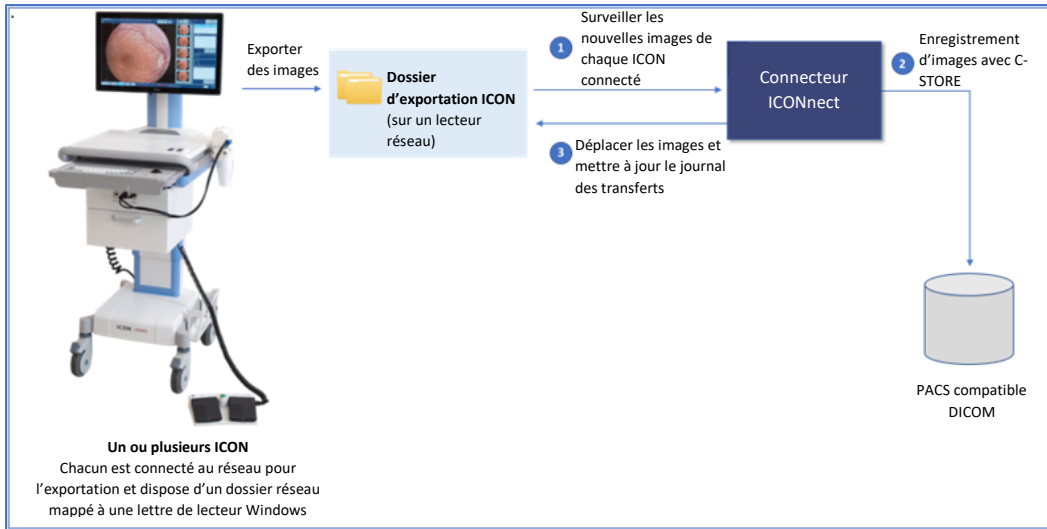 Exporter
des images
Dossier
d'exportation ICON
(sur un lecteur
réseau)
1
Surveiller les
nouvelles images de
chaque ICON
connecté
Connecteur
ICONnect
2
Enregistrement
d'images avec C-
STORE
3
Déplacer les images et
mettre à jour le journal
des transferts
ICON
PACS compatible
DICOM
Un ou plusieurs ICON
Chacun est connecté au réseau pour
l'exportation et dispose d'un dossier réseau
mappé à une lettre de lecteur Windows